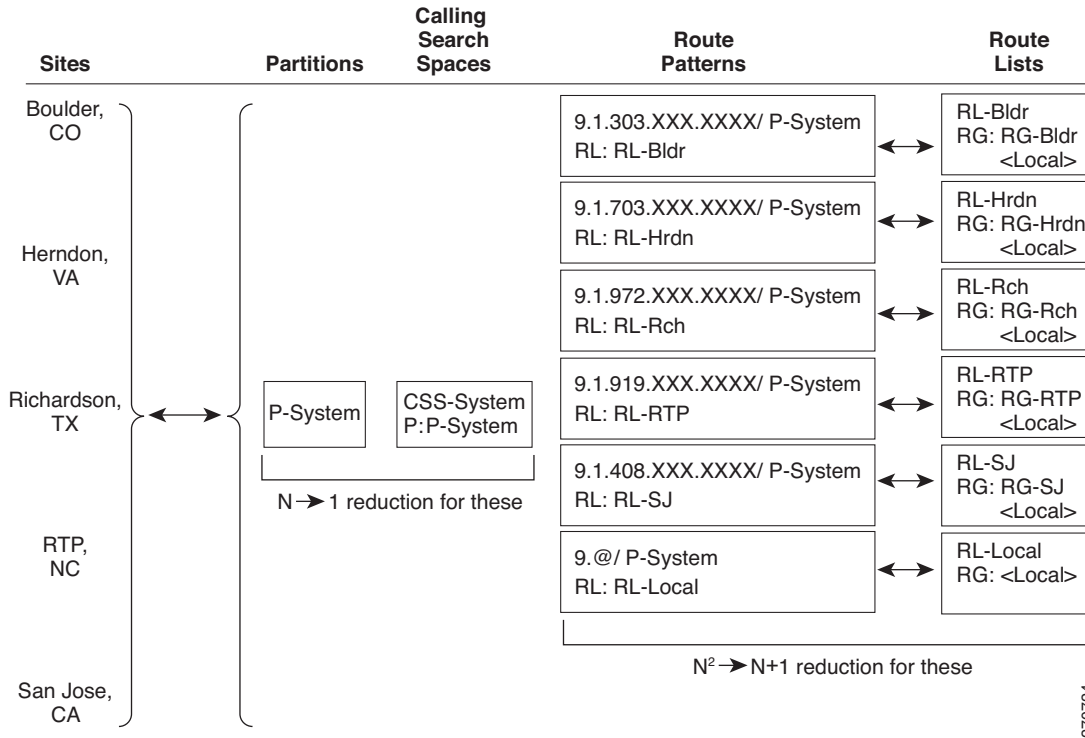 Sites
Partitions
Calling
Search
Spaces
Route
Patterns
Route
Lists
Boulder,
CO
Herndon,
VA
Richardson,
TX
RTP,
NC
San Jose,
CA
P-System
CSS-System
P:P-System
N → 1 reduction for these
9.1.303.XXX.XXXX/ P-System
RL: RL-Bldr
RL-Bldr
RG: RG-Bldr
<Local>
9.1.703.XXX.XXXX/ P-System
RL: RL-Hrdn
RL-Hrdn
RG: RG-Hrdn
<Local>
9.1.972.XXX.XXXX/ P-System
RL: RL-Rch
RL-Rch
RG: RG-Rch
<Local>
9.1.919.XXX.XXXX/ P-System
RL: RL-RTP
RL-RTP
RG: RG-RTP
<Local>
9.1.408.XXX.XXXX/ P-System
RL: RL-SJ
RL-SJ
RG: RG-SJ
<Local>
9.@/ P-System
RL: RL-Local
RL-Local
RG: <Local>
N² → N+1 reduction for these